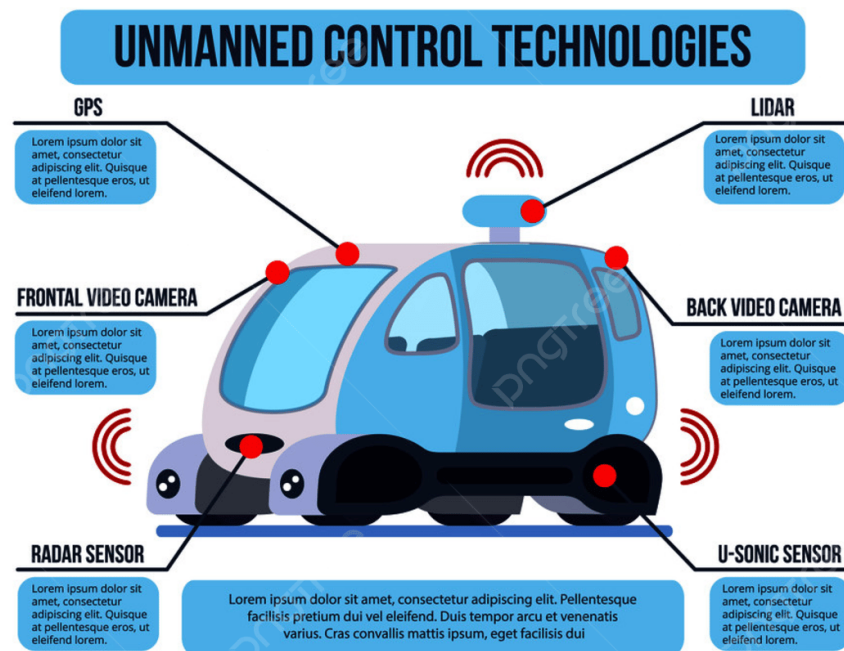 UNMANNED CONTROL TECHNOLOGIES
GPS
Lorem ipsum dolor sit
amet, consectetur
adipiscing elit. Quisque
at pellentesque eros, ut
eleifend lorem.
LIDAR
Lorem ipsum dolor sit
amet, consectetur
adipiscing elit. Quisque
at pellentesque eros, ut
eleifend lorem.
FRONTAL VIDEO CAMERA
Lorem ipsum dolor sit
amet, consectetur
adipiscing elit. Quisque
at pellentesque eros, ut
eleifend lorem.
BACK VIDEO CAMERA
Lorem ipsum dolor sit
amet, consectetur
adipiscing elit. Quisque
at pellentesque eros, ut
eleifend lorem.
pngtree
RADAR SENSOR
Lorem ipsum dolor sit
amet, consectetur
adipiscing elit. Quisque
at pellentesque eros, ut
eleifend lorem.
Lorem ipsum dolor sit amet, consectetur adipiscing elit. Pellentesque
facilisis pretium dui vel eleifend. Duis tempor arcu et venenatis
varius. Cras convallis mattis ipsum, eget facilisis dui
U-SONIC SENSOR
Lorem ipsum dolor sit
amet, consectetur
adipiscing elit. Quisque
at pellentesque eros, ut
eleifend lorem.